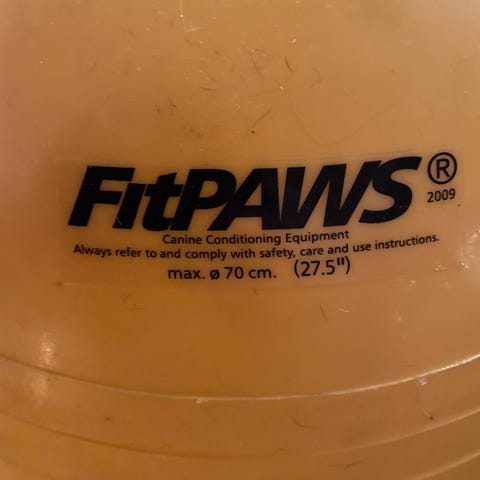 FitPAWS®
2009
Canine Conditioning Equipment
Always refer to and comply with safety, care and use instructions.
max. ø 70 cm. (27.5")